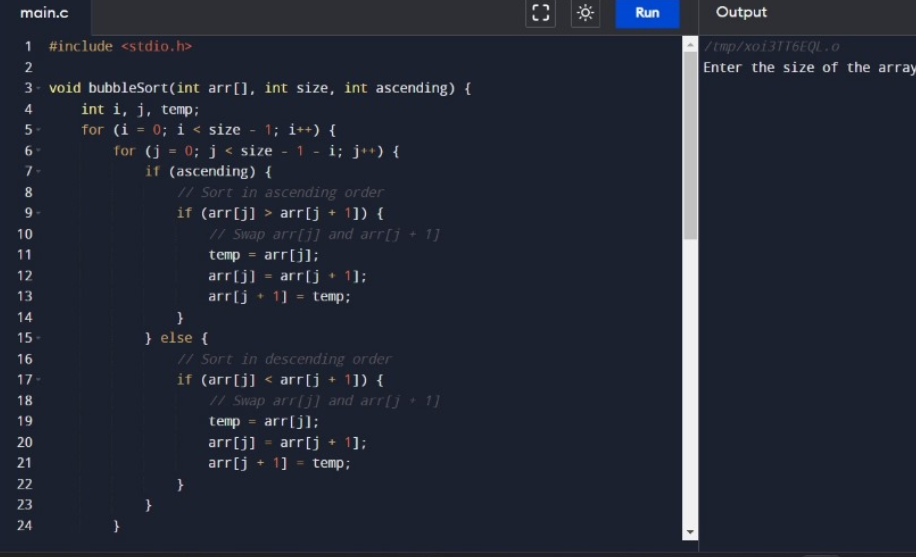 main.c Run Output
1 #include <stdio.h>
2
3 void bubbleSort(int arr[], int size, int ascending) {
4     int i, j, temp;
5     for (i = 0; i < size - 1; i++) {
6         for (j = 0; j < size - 1 - i; j++) {
7             if (ascending) {
8                 // Sort in ascending order
9                 if (arr[j] > arr[j + 1]) {
10                     // Swap arr[j] and arr[j + 1]
11                     temp = arr[j];
12                     arr[j] = arr[j + 1];
13                     arr[j + 1] = temp;
14                 }
15             } else {
16                 // Sort in descending order
17                 if (arr[j] < arr[j + 1]) {
18                     // Swap arr[j] and arr[j + 1]
19                     temp = arr[j];
20                     arr[j] = arr[j + 1];
21                     arr[j + 1] = temp;
22                 }
23             }
24         }
/tmp/xoi3TT6EQL.o
Enter the size of the array